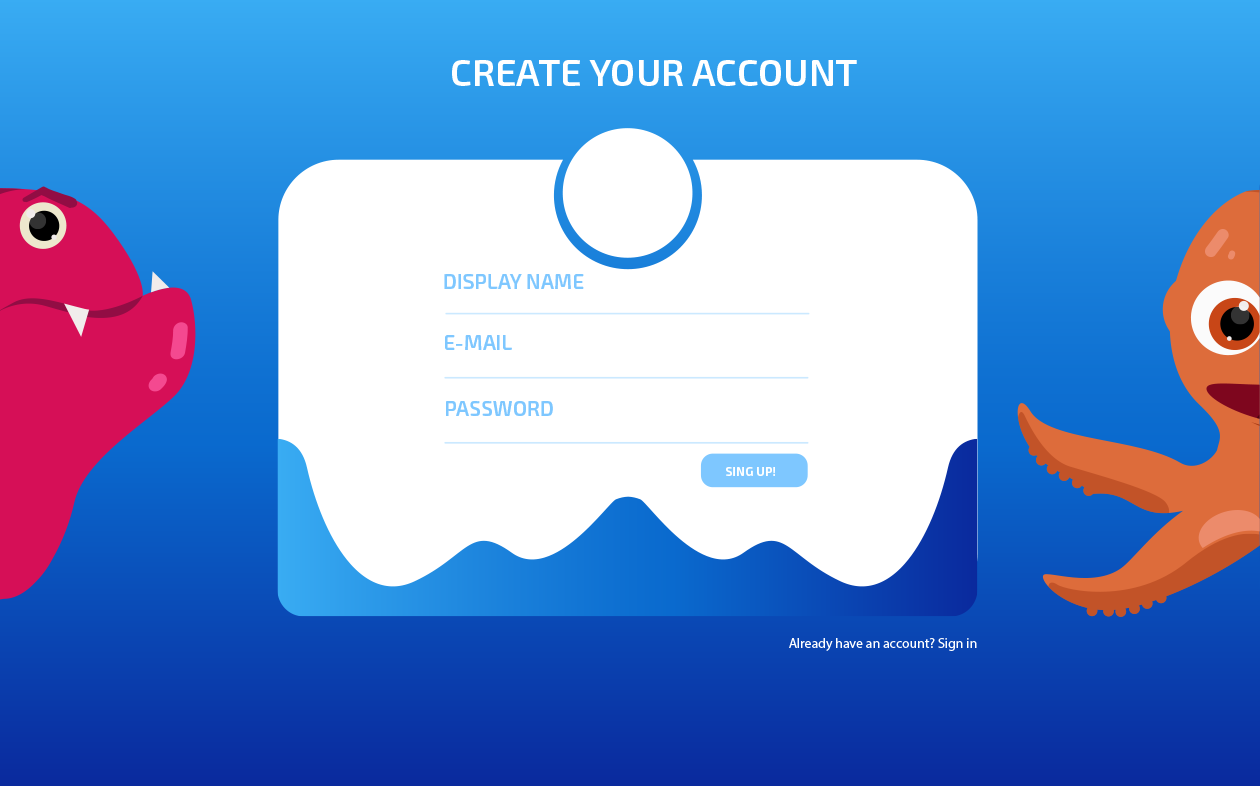 CREATE YOUR ACCOUNT
DISPLAY NAME
E-MAIL
PASSWORD
SING UP!
Already have an account? Sign in